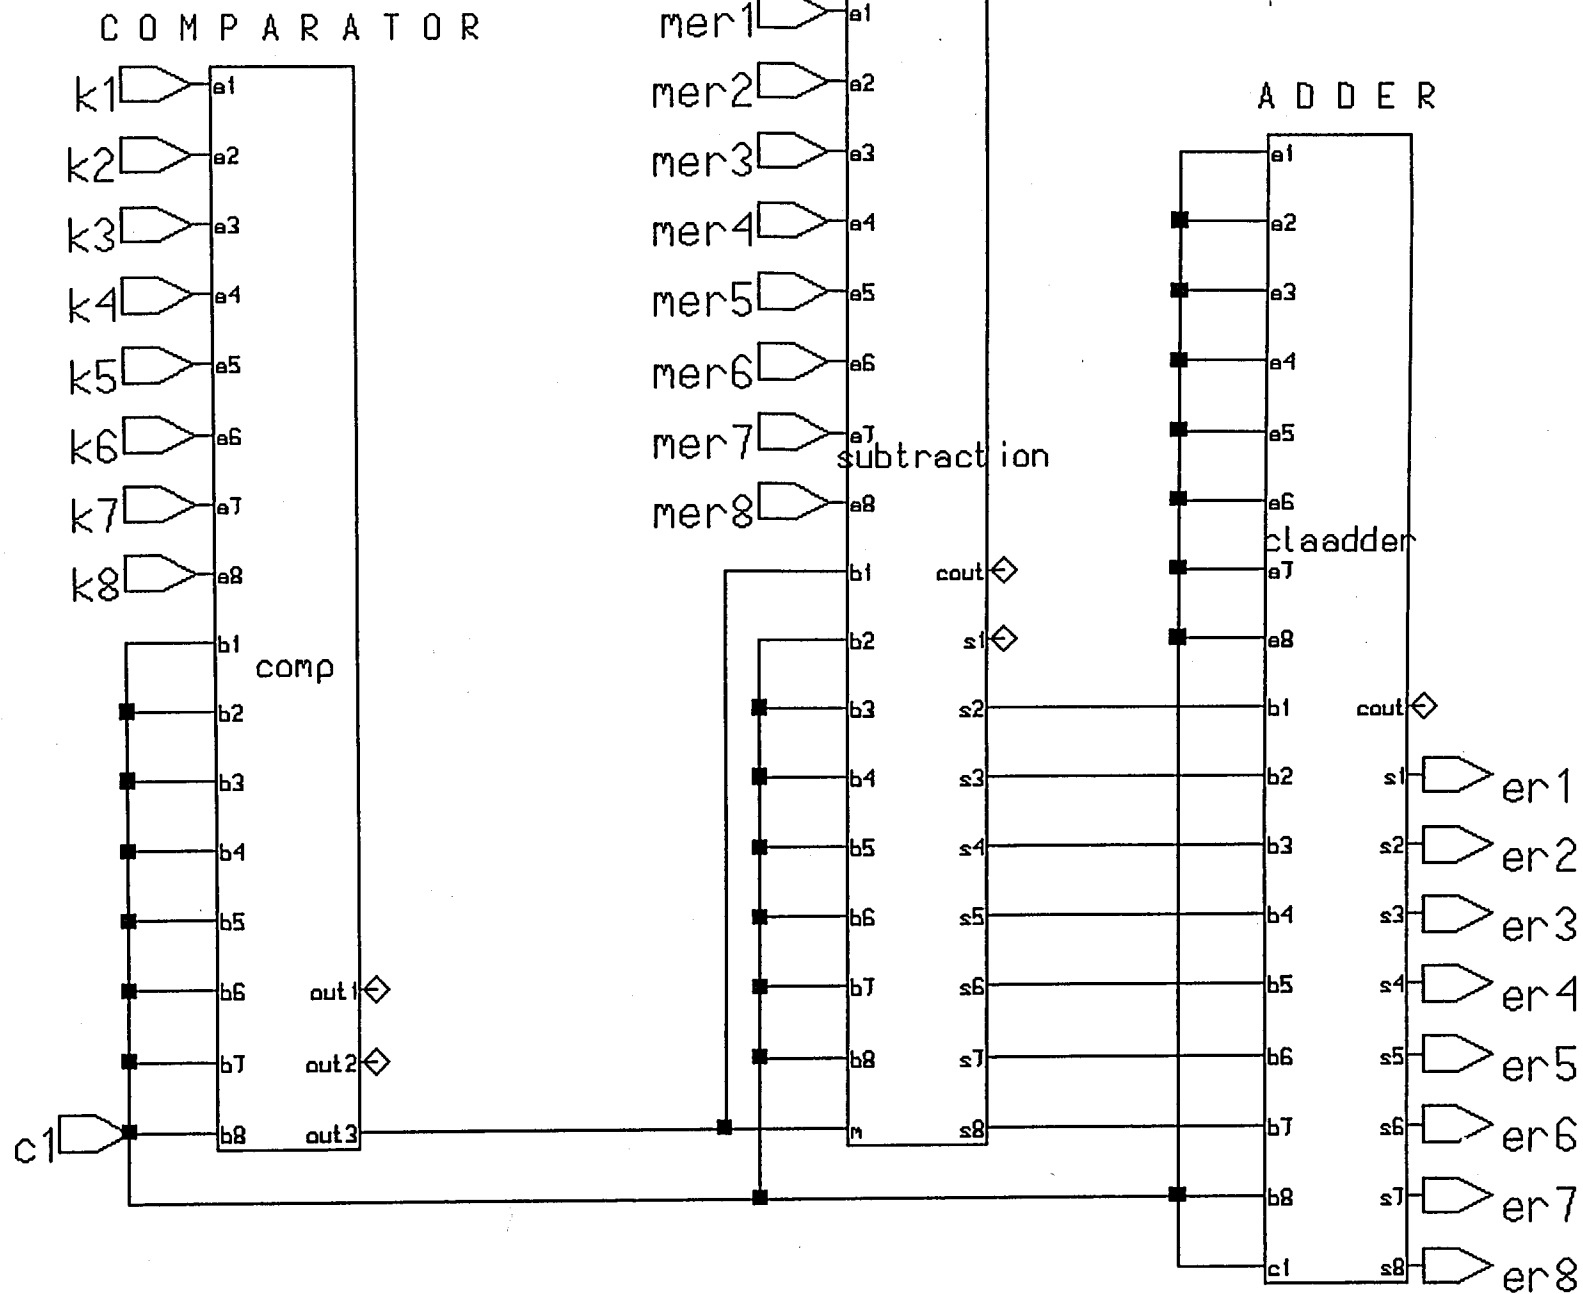 COMPARATOR
k1
a1
k2
a2
k3
a3
k4
a4
k5
a5
k6
a6
k7
a7
k8
a8
b1
comp
b2
b3
b4
b5
b6
out1
b7
out2
c1
b8
out3
mer1
a1
mer2
a2
mer3
a3
mer4
a4
mer5
a5
mer6
a6
mer7
a7
subtraction
mer8
a8
b1
cout
b2
s1
b3
s2
b4
s3
b5
s4
b6
s5
b7
s6
b8
s7
m
s8
ADDER
a1
a2
a3
a4
a5
a6
claadder
a7
a8
b1
cout
b2
s1
er1
b3
s2
er2
b4
s3
er3
b5
s4
er4
b6
s5
er5
b7
s6
er6
b8
s7
er7
c1
s8
er8